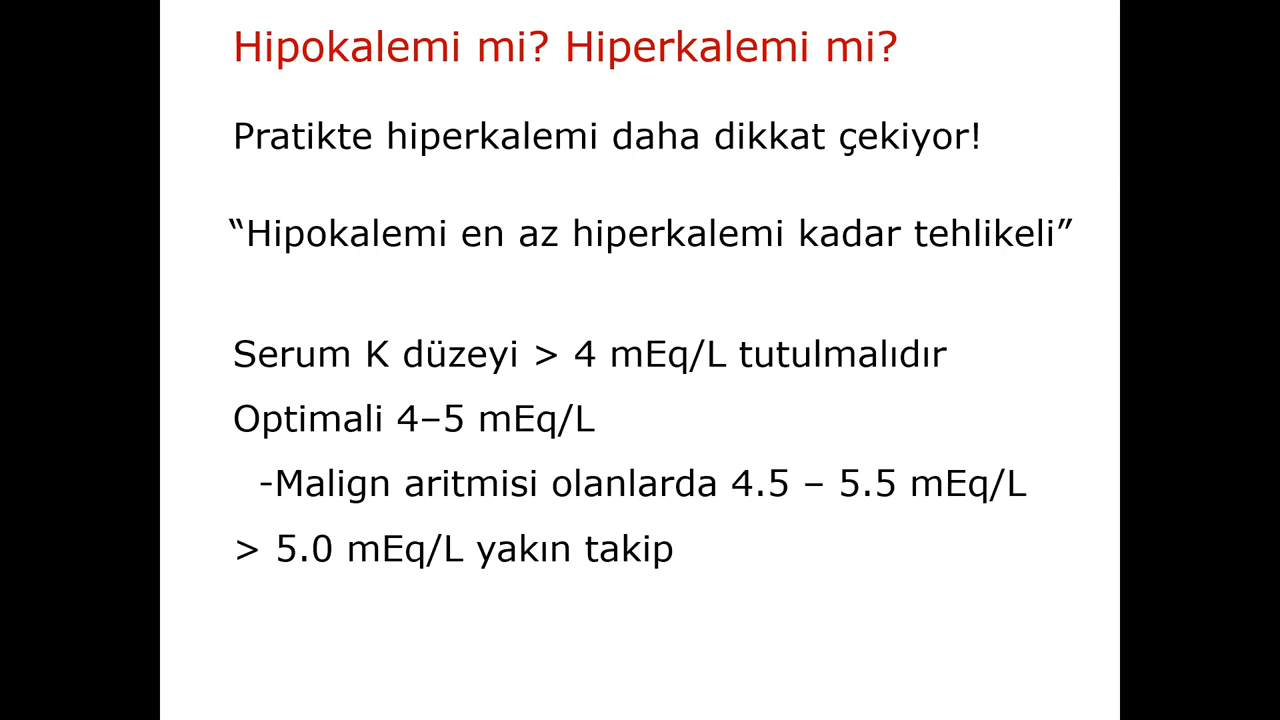 Hipokalemi mi? Hiperkalemi mi?
Pratikte hiperkalemi daha dikkat çekiyor!
“Hipokalemi en az hiperkalemi kadar tehlikeli”
Serum K düzeyi > 4 mEq/L tutulmalıdır
Optimali 4–5 mEq/L
-Malign aritmisi olanlarda 4.5 – 5.5 mEq/L
> 5.0 mEq/L yakın takip